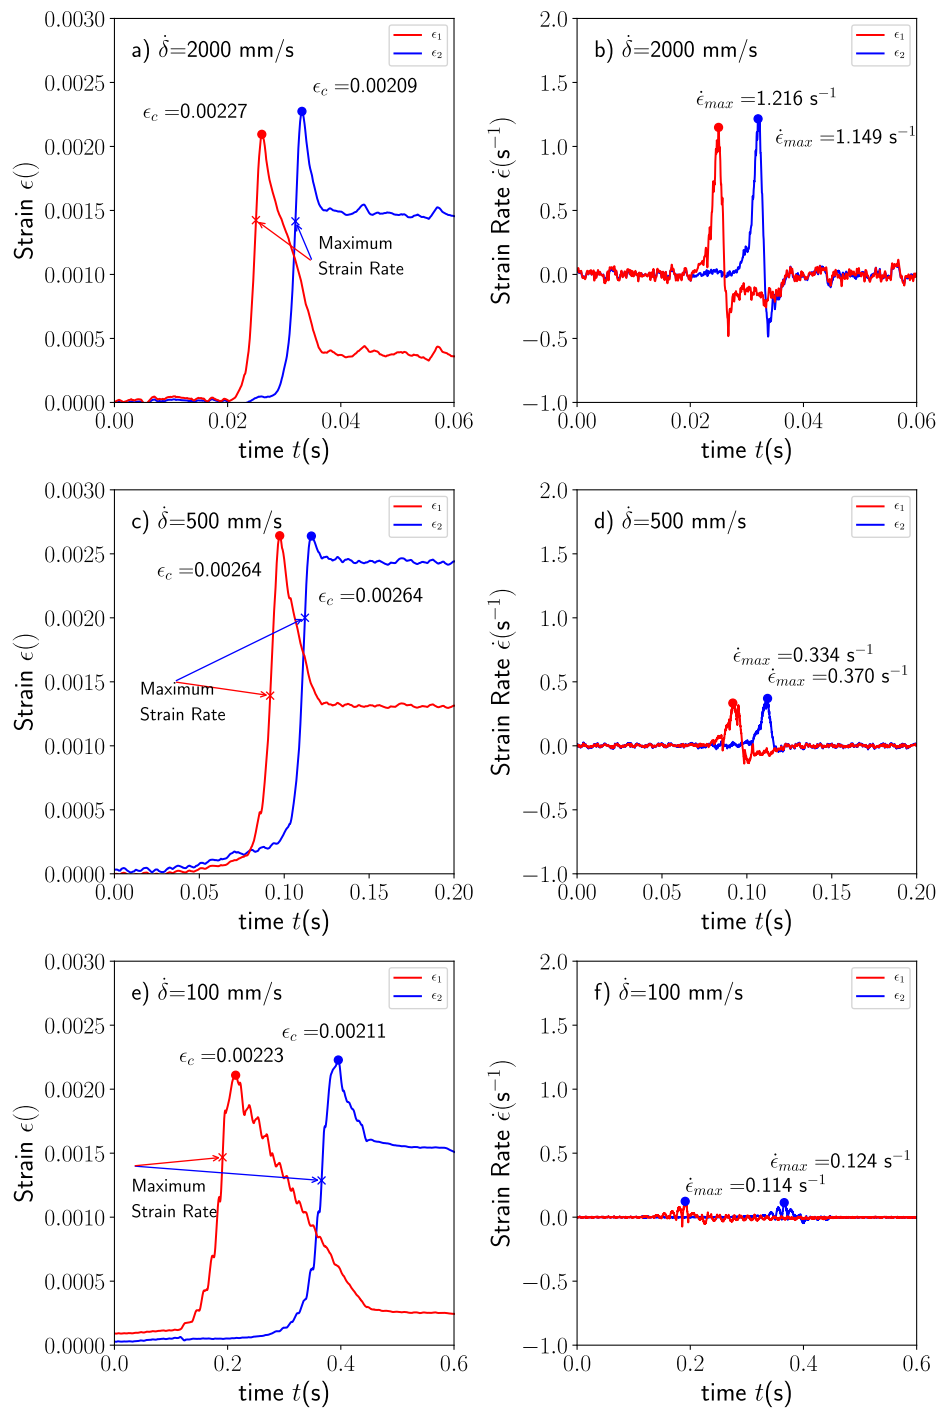 a) δ̇=2000 mm/s
ϵ1
ϵ2
ϵc =0.00227
ϵc =0.00209
Maximum
Strain Rate
Strain ϵ()
0.0030
0.0025
0.0020
0.0015
0.0010
0.0005
0.0000
0.00 0.02 0.04 0.06
time t(s)
b) δ̇=2000 mm/s
ϵ1
ϵ2
ϵ̇max =1.216 s−1
ϵ̇max =1.149 s−1
Strain Rate ϵ̇(s−1)
2.0
1.5
1.0
0.5
0.0
−0.5
−1.0
0.00 0.02 0.04 0.06
time t(s)
c) δ̇=500 mm/s
ϵ1
ϵ2
ϵc =0.00264
ϵc =0.00264
Maximum
Strain Rate
Strain ϵ()
0.0030
0.0025
0.0020
0.0015
0.0010
0.0005
0.0000
0.00 0.05 0.10 0.15 0.20
time t(s)
d) δ̇=500 mm/s
ϵ1
ϵ2
ϵ̇max =0.334 s−1
ϵ̇max =0.370 s−1
Strain Rate ϵ̇(s−1)
2.0
1.5
1.0
0.5
0.0
−0.5
−1.0
0.00 0.05 0.10 0.15 0.20
time t(s)
e) δ̇=100 mm/s
ϵ1
ϵ2
ϵc =0.00211
ϵc =0.00223
Maximum
Strain Rate
Strain ϵ()
0.0030
0.0025
0.0020
0.0015
0.0010
0.0005
0.0000
0.0 0.2 0.4 0.6
time t(s)
f) δ̇=100 mm/s
ϵ1
ϵ2
ϵ̇max =0.124 s−1
ϵ̇max =0.114 s−1
Strain Rate ϵ̇(s−1)
2.0
1.5
1.0
0.5
0.0
−0.5
−1.0
0.0 0.2 0.4 0.6
time t(s)